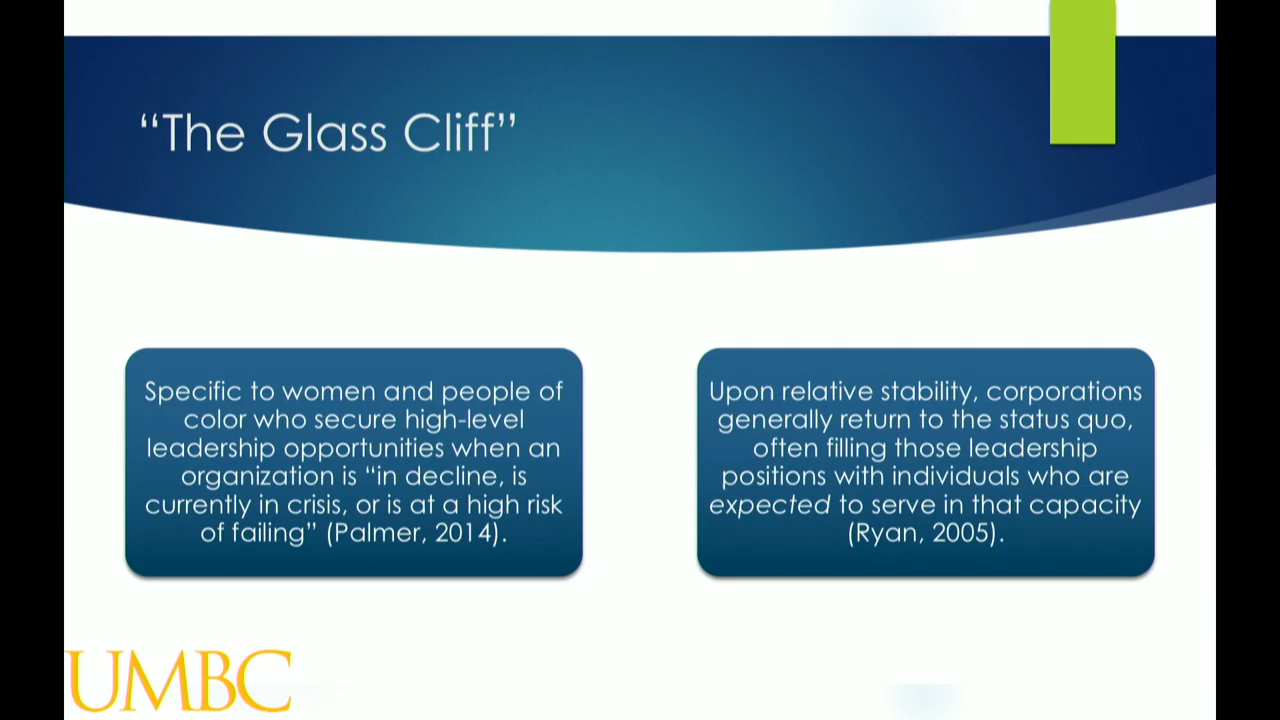 “The Glass Cliff”
Specific to women and people of
color who secure high-level
leadership opportunities when an
organization is “in decline, is
currently in crisis, or is at a high risk
of failing” (Palmer, 2014).
Upon relative stability, corporations
generally return to the status quo,
often filling those leadership
positions with individuals who are
expected to serve in that capacity
(Ryan, 2005).
UMBC